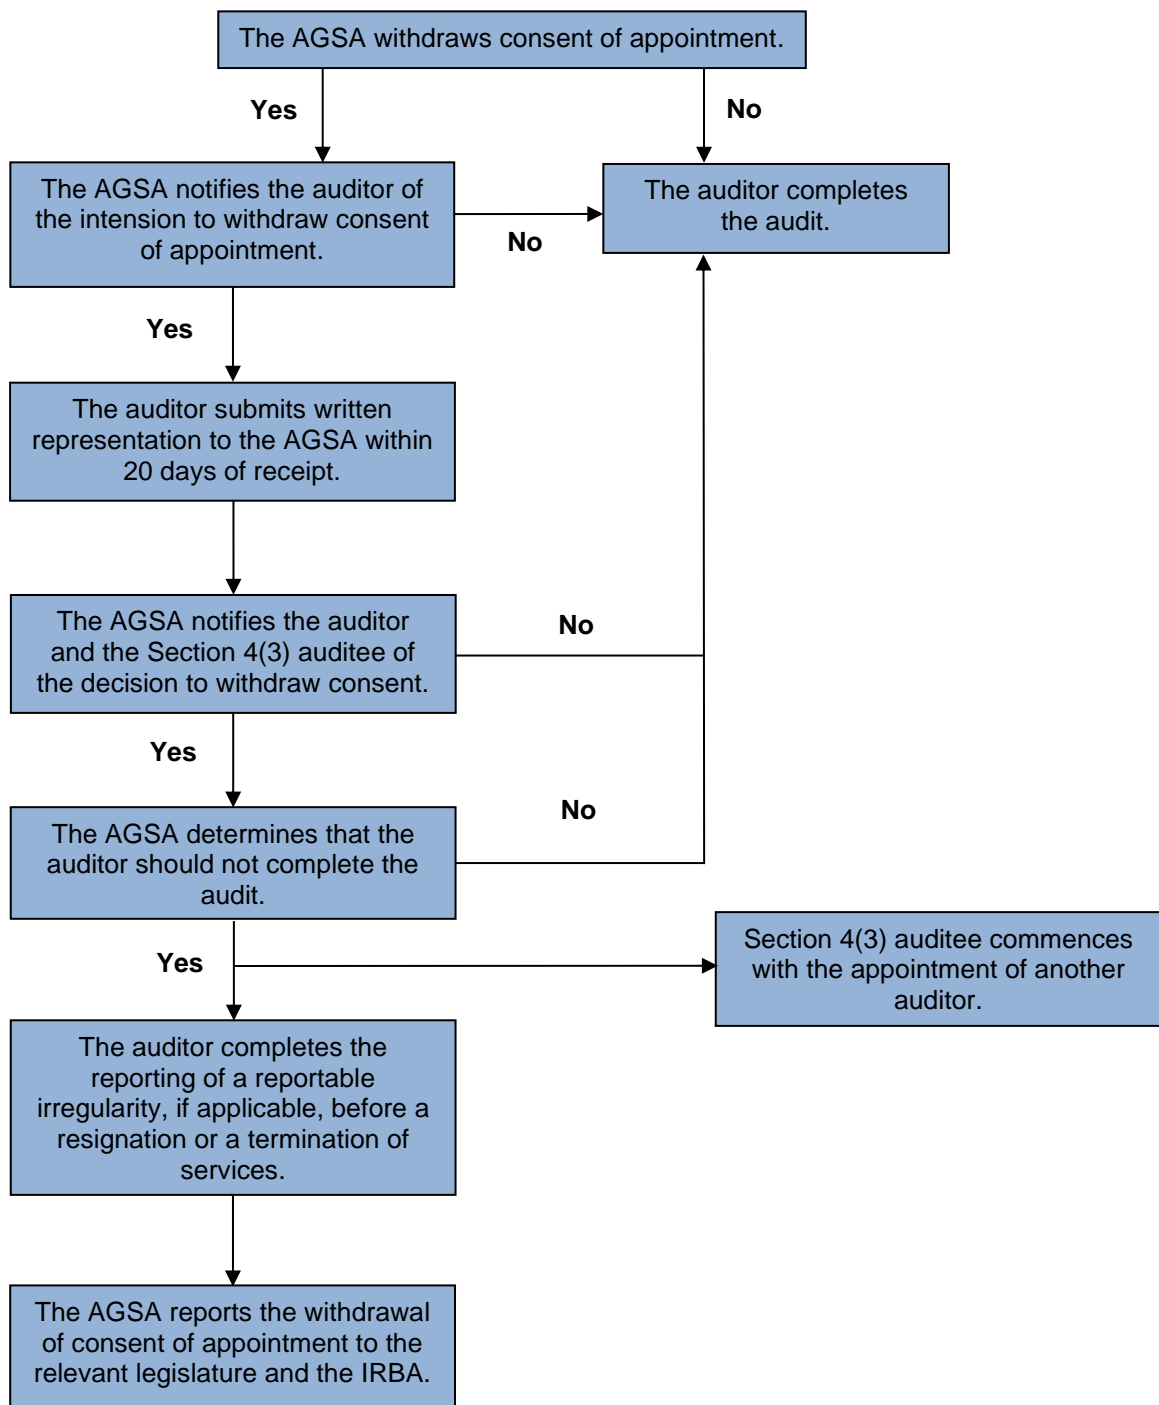 The AGSA withdraws consent of appointment.
Yes
No
The AGSA notifies the auditor of
the intension to withdraw consent
of appointment.
No
The auditor completes
the audit.
Yes
The auditor submits written
representation to the AGSA within
20 days of receipt.
The AGSA notifies the auditor
and the Section 4(3) auditee of
the decision to withdraw consent.
No
Yes
The AGSA determines that the
auditor should not complete the
audit.
No
Yes
Section 4(3) auditee commences
with the appointment of another
auditor.
The auditor completes the
reporting of a reportable
irregularity, if applicable, before a
resignation or a termination of
services.
The AGSA reports the withdrawal
of consent of appointment to the
relevant legislature and the IRBA.